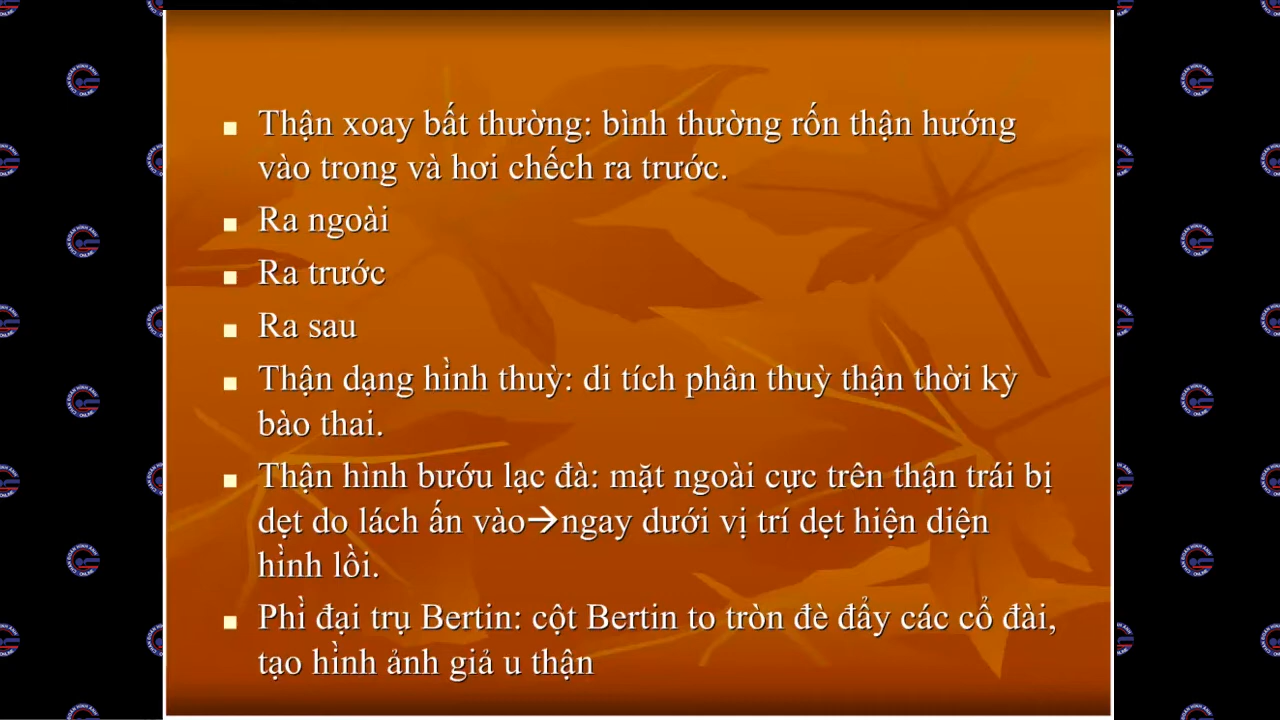 Thận xoay bất thường: bình thường rốn thận hướng
vào trong và hơi chếch ra trước.
Ra ngoài
Ra trước
Ra sau
Thận dạng hình thuỳ: di tích phân thuỳ thận thời kỳ
bào thai.
Thận hình bướu lạc đà: mặt ngoài cực trên thận trái bị
dẹt do lách ấn vào→ngay dưới vị trí dẹt hiện diện
hình lồi.
Phì đại trụ Bertin: cột Bertin to tròn đè đẩy các cổ đài,
tạo hình ảnh giả u thận